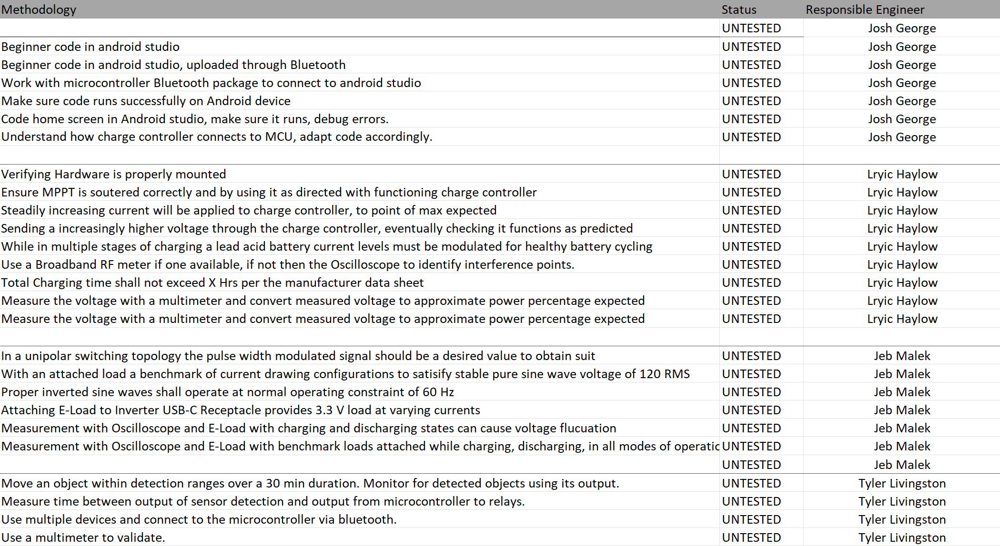 Methodology Status Responsible Engineer
UNTESTED Josh George
Beginner code in android studio UNTESTED Josh George
Beginner code in android studio, uploaded through Bluetooth UNTESTED Josh George
Work with microcontroller Bluetooth package to connect to android studio UNTESTED Josh George
Make sure code runs successfully on Android device UNTESTED Josh George
Code home screen in Android studio, make sure it runs, debug errors. UNTESTED Josh George
Understand how charge controller connects to MCU, adapt code accordingly. UNTESTED Josh George
Verifying Hardware is properly mounted UNTESTED Lryic Haylow
Ensure MPPT is soutered correctly and by using it as directed with functioning charge controller UNTESTED Lryic Haylow
Steadily increasing current will be applied to charge controller, to point of max expected UNTESTED Lryic Haylow
Sending a increasingly higher voltage through the charge controller, eventually checking it functions as predicted UNTESTED Lryic Haylow
While in multiple stages of charging a lead acid battery current levels must be modulated for healthy battery cycling UNTESTED Lryic Haylow
Use a Broadband RF meter if one available, if not then the Oscilloscope to identify interference points. UNTESTED Lryic Haylow
Total Charging time shall not exceed X Hrs per the manufacturer data sheet UNTESTED Lryic Haylow
Measure the voltage with a multimeter and convert measured voltage to approximate power percentage expected UNTESTED Lryic Haylow
Measure the voltage with a multimeter and convert measured voltage to approximate power percentage expected UNTESTED Lryic Haylow
In a unipolar switching topology the pulse width modulated signal should be a desired value to obtain suit UNTESTED Jeb Malek
With an attached load a benchmark of current drawing configurations to satisify stable pure sine wave voltage of 120 RMS UNTESTED Jeb Malek
Proper inverted sine waves shall operate at normal operating constraint of 60 Hz UNTESTED Jeb Malek
Attaching E-Load to Inverter USB-C Receptacle provides 3.3 V load at varying currents UNTESTED Jeb Malek
Measurement with Oscilloscope and E-Load with charging and discharging states can cause voltage flucuation UNTESTED Jeb Malek
Measurement with Oscilloscope and E-Load with benchmark loads attached while charging, discharging, in all modes of operatic UNTESTED Jeb Malek
UNTESTED Jeb Malek
Move an object within detection ranges over a 30 min duration. Monitor for detected objects using its output. UNTESTED Tyler Livingston
Measure time between output of sensor detection and output from microcontroller to relays. UNTESTED Tyler Livingston
Use multiple devices and connect to the microcontroller via bluetooth. UNTESTED Tyler Livingston
Use a multimeter to validate. UNTESTED Tyler Livingston